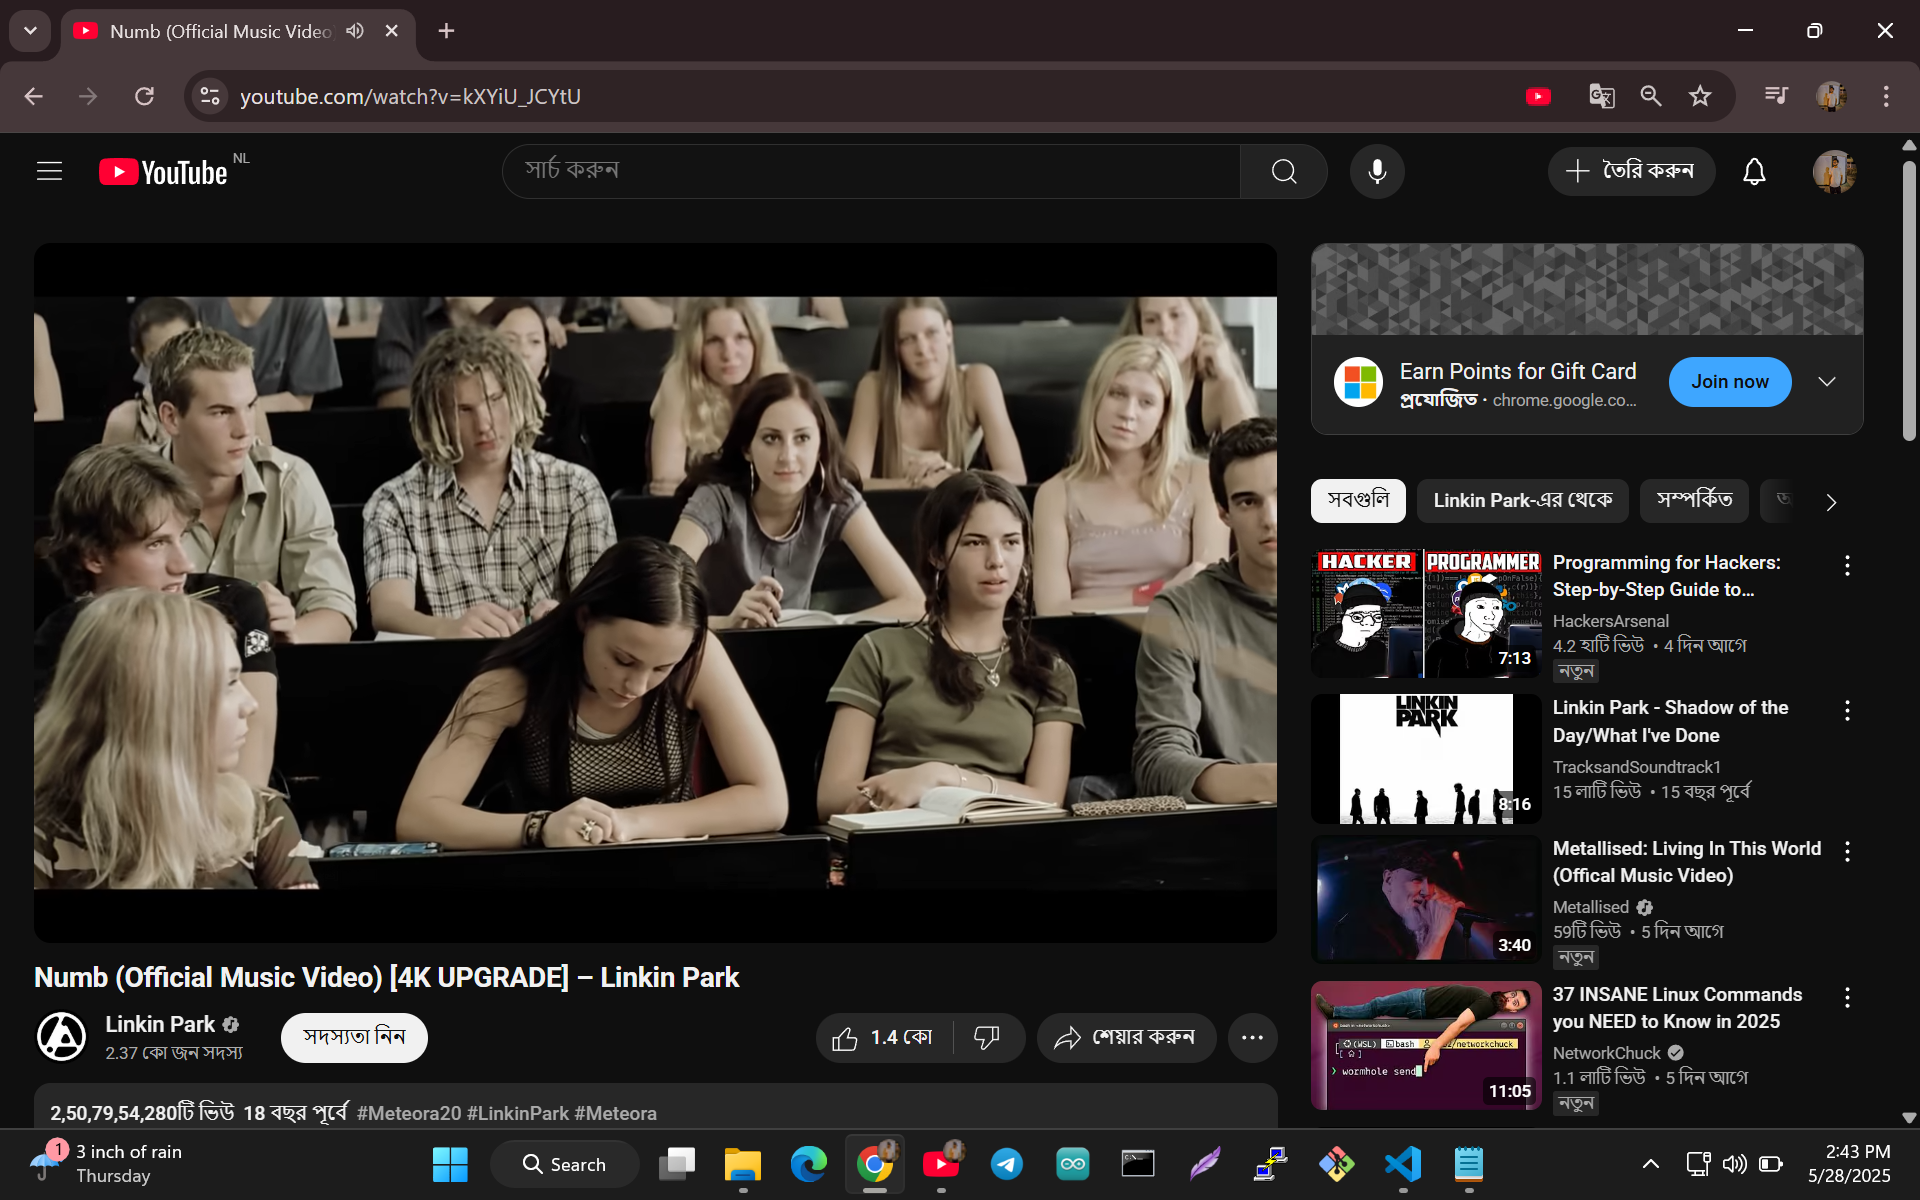 Numb (Official Music Video
youtube.com/watch?v=kXYiU_JCYtU
YouTube NL
সার্চ করুন
তৈরি করুন
Earn Points for Gift Card
প্রযোজিত · chrome.google.co...
Join now
সবগুলি
Linkin Park-এর থেকে
সম্পর্কিত
HACKER
PROGRAMMER
7:13
Programming for Hackers:
Step-by-Step Guide to...
HackersArsenal
4.2 হাটি ভিউ • 4 দিন আগে
নতুন
LINKIN
PARK
8:16
Linkin Park - Shadow of the
Day/What I've Done
TracksandSoundtrack1
15 লাটি ভিউ • 15 বছর পূর্বে
3:40
Metallised: Living In This World
(Offical Music Video)
Metallised
59টি ভিউ • 5 দিন আগে
নতুন
(WSL) bash
/networkchuck
wormhole send
11:05
37 INSANE Linux Commands
you NEED to Know in 2025
NetworkChuck
1.1 লাটি ভিউ • 5 দিন আগে
নতুন
Numb (Official Music Video) [4K UPGRADE] – Linkin Park
Linkin Park
2.37 কো জন সদস্য
সদস্যতা নিন
1.4 কো
শেয়ার করুন
2,50,79,54,280টি ভিউ 18 বছর পূর্বে #Meteora20 #LinkinPark #Meteora
1
3 inch of rain
Thursday
Search
2:43 PM
5/28/2025